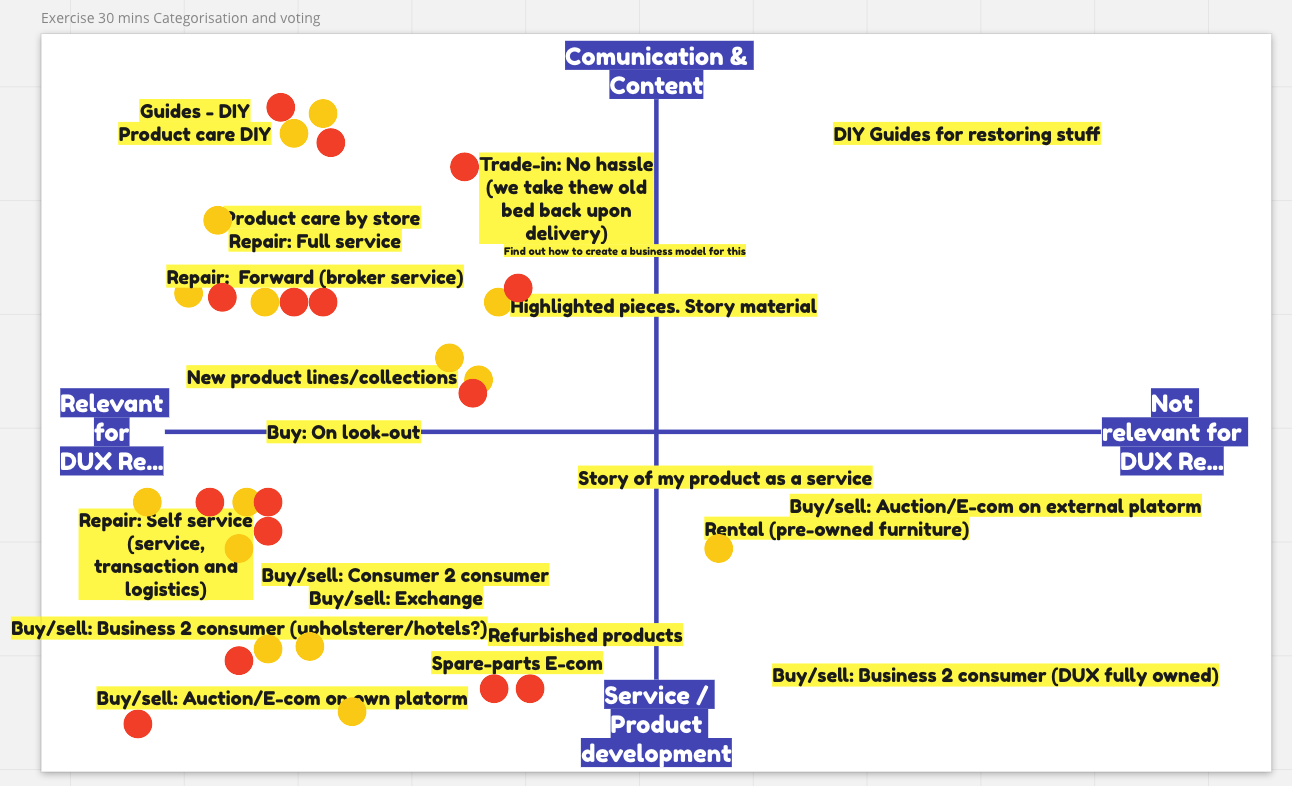 Exercise 30 mins Categorisation and voting
Comunication &
Content
Guides - DIY
Product care DIY
DIY Guides for restoring stuff
Trade-in: No hassle
(we take thew old
bed back upon
delivery)
Find out how to create a business model for this
Product care by store
Repair: Full service
Repair: Forward (broker service)
Highlighted pieces. Story material
New product lines/collections
Relevant
for
DUX Re...
Buy: On look-out
Not
relevant for
DUX Re...
Story of my product as a service
Buy/sell: Auction/E-com on external platorm
Rental (pre-owned furniture)
Repair: Self service
(service,
transaction and
logistics)
Buy/sell: Consumer 2 consumer
Buy/sell: Exchange
Buy/sell: Business 2 consumer (upholsterer/hotels?)
Refurbished products
Spare-parts E-com
Buy/sell: Business 2 consumer (DUX fully owned)
Buy/sell: Auction/E-com on own platorm
Service /
Product
development